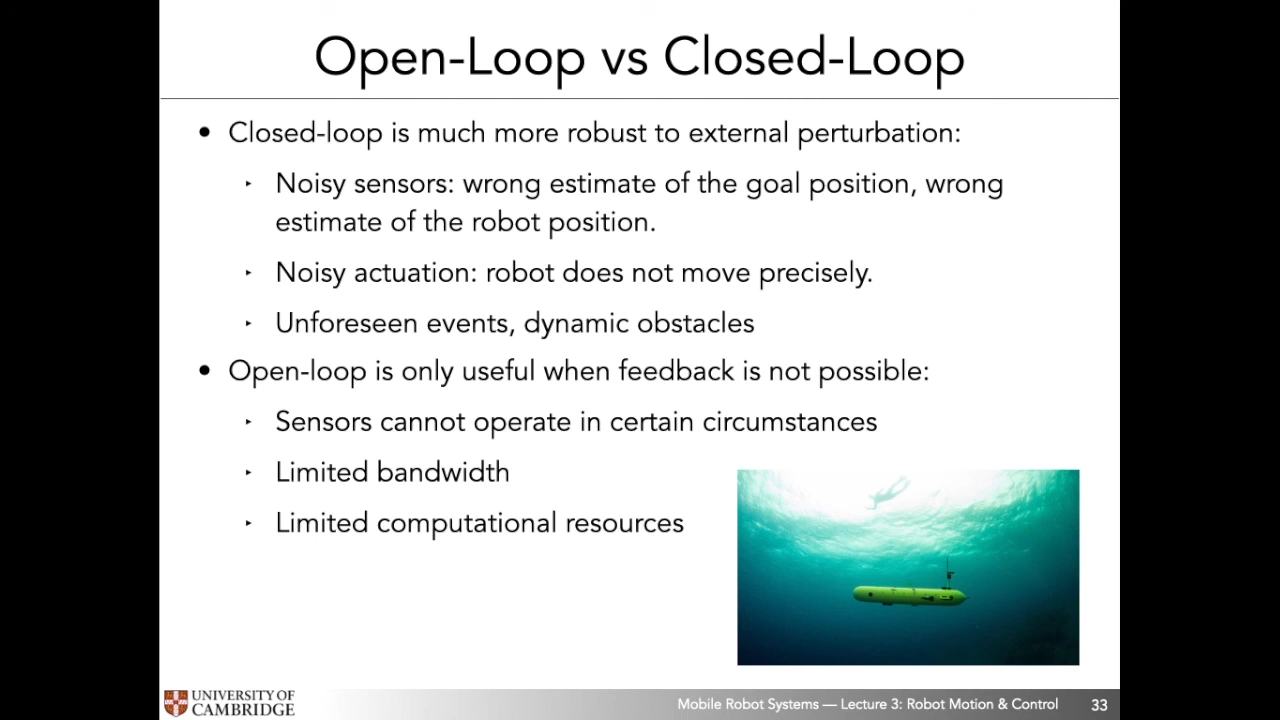 Open-Loop vs Closed-Loop
• Closed-loop is much more robust to external perturbation:
‣ Noisy sensors: wrong estimate of the goal position, wrong
estimate of the robot position.
‣ Noisy actuation: robot does not move precisely.
‣ Unforeseen events, dynamic obstacles
• Open-loop is only useful when feedback is not possible:
‣ Sensors cannot operate in certain circumstances
‣ Limited bandwidth
‣ Limited computational resources
UNIVERSITY OF
CAMBRIDGE
Mobile Robot Systems — Lecture 3: Robot Motion & Control 33